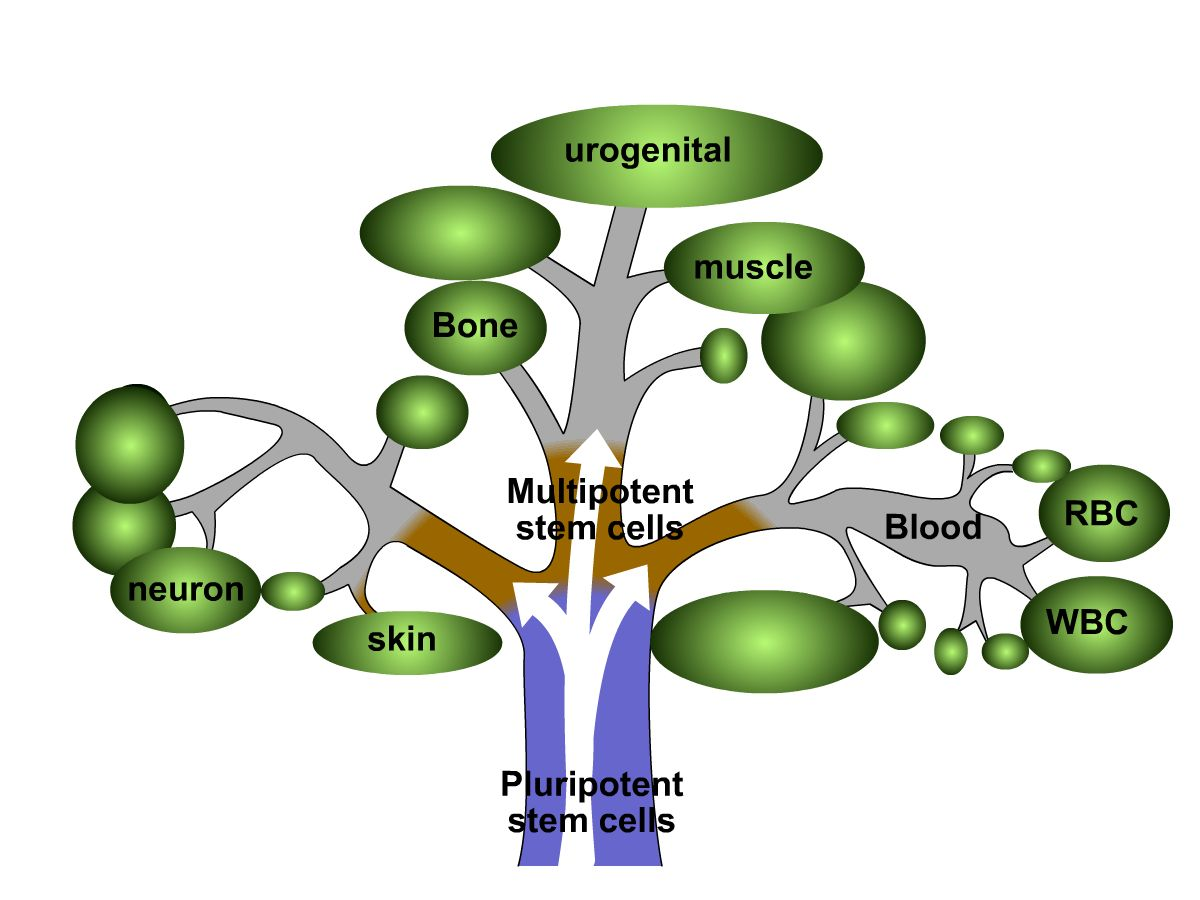 urogenital
muscle
Bone
Multipotent
stem cells
Blood
RBC
neuron
WBC
skin
Pluripotent
stem cells